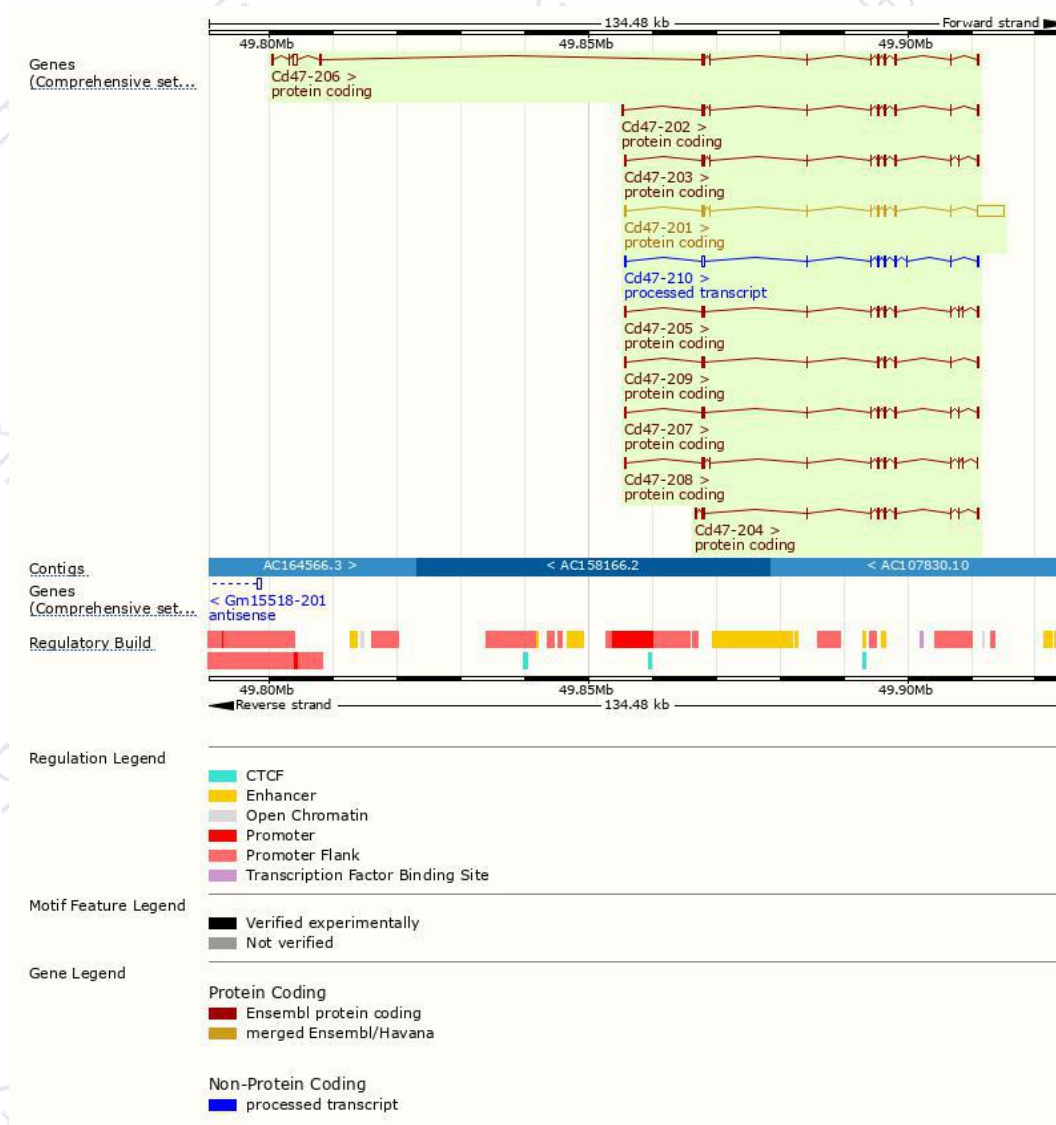 134.48 kb Forward strand
49.80Mb 49.85Mb 49.90Mb
Genes
(Comprehensive set...
Cd47-206 >
protein coding
Cd47-202 >
protein coding
Cd47-203 >
protein coding
Cd47-201 >
protein coding
Cd47-210 >
processed transcript
Cd47-205 >
protein coding
Cd47-209 >
protein coding
Cd47-207 >
protein coding
Cd47-208 >
protein coding
Cd47-204 >
protein coding
Contigs AC164566.3 > < AC158166.2 < AC107830.10
Genes
(Comprehensive set...
< Gm15518-201
antisense
Regulatory Build
49.80Mb 49.85Mb 49.90Mb
Reverse strand 134.48 kb
Regulation Legend
CTCF
Enhancer
Open Chromatin
Promoter
Promoter Flank
Transcription Factor Binding Site
Motif Feature Legend
Verified experimentally
Not verified
Gene Legend
Protein Coding
Ensembl protein coding
merged Ensembl/Havana
Non-Protein Coding
processed transcript